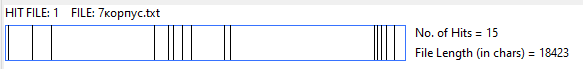 HIT FILE: 1 FILE: 7корпус.txt
No. of Hits = 15
File Length (in chars) = 18423